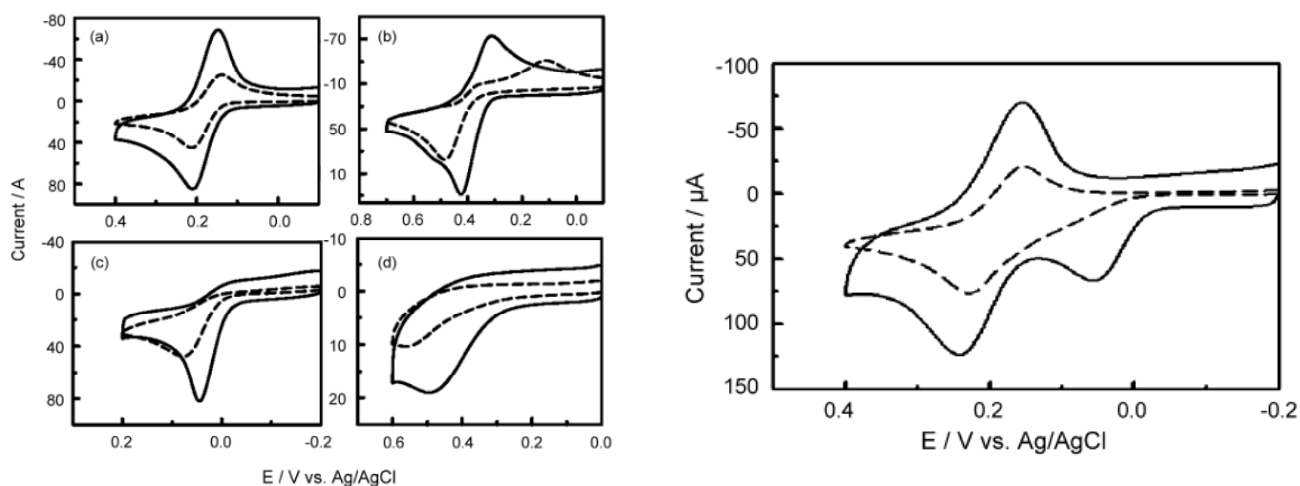 Current / A
(a)
-80
-40
0
40
80
0.4 0.2 0.0
(b)
-70
-10
50
10
0.8 0.6 0.4 0.2 0.0
(c)
-40
0
40
80
0.2 0.0 -0.2
(d)
-10
0
10
20
0.6 0.4 0.2 0.0
E / V vs. Ag/AgCl
Current / µA
-100
-50
0
50
100
150
0.4 0.2 0.0 -0.2
E / V vs. Ag/AgCl